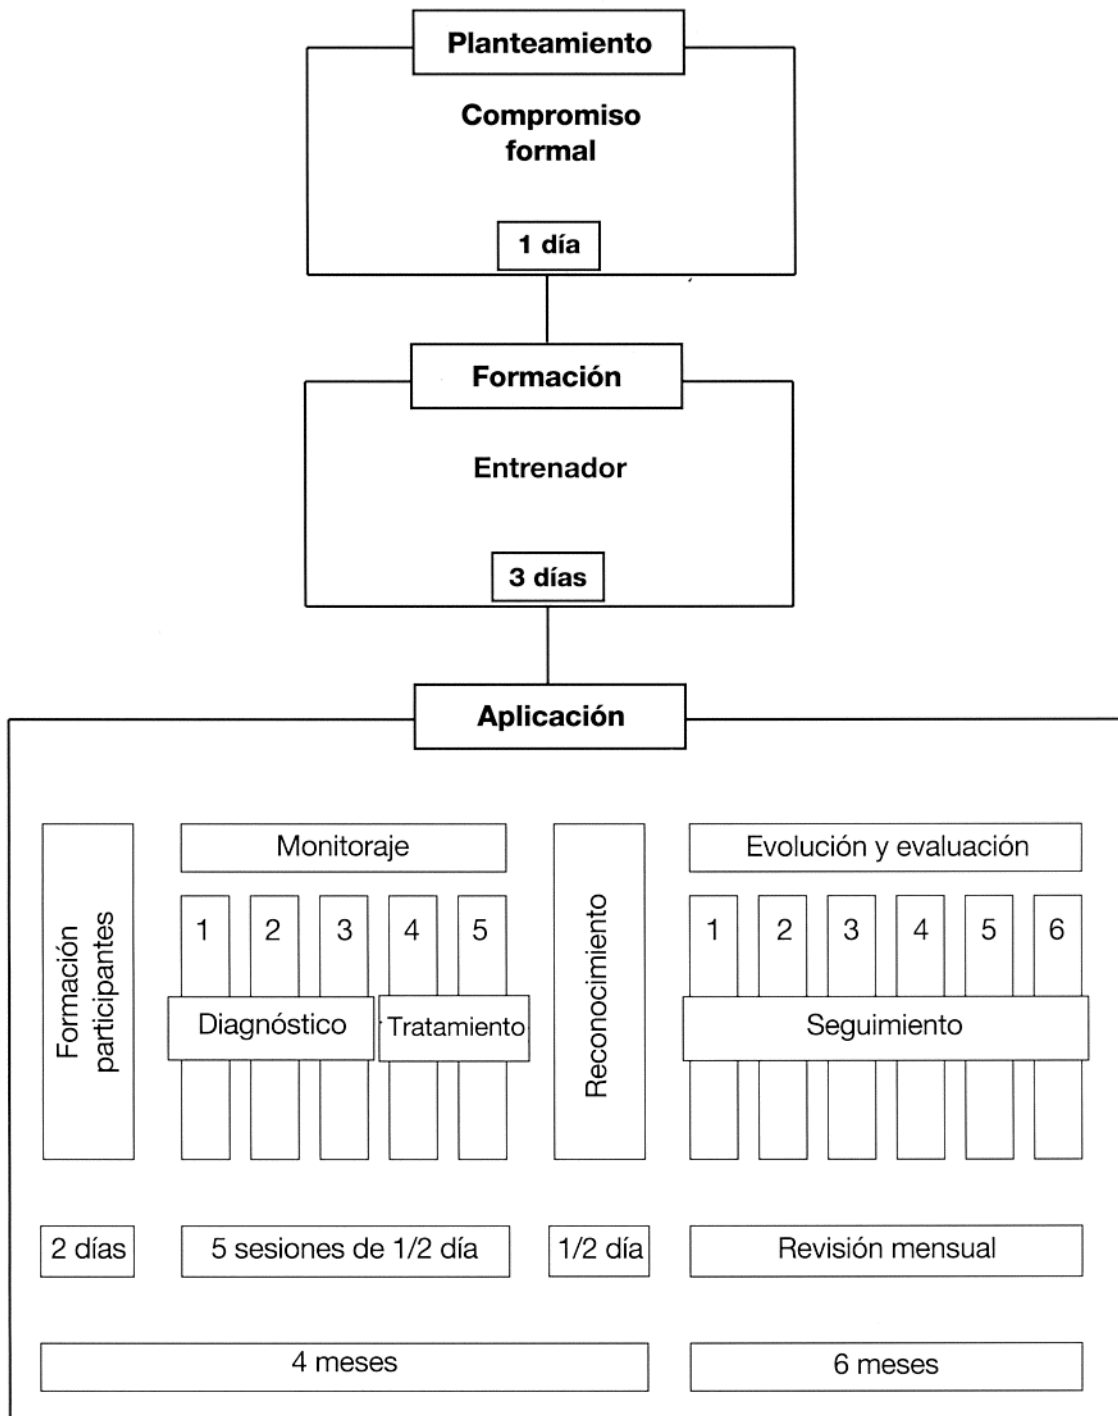 Planteamiento
Compromiso
formal
1 día
Formación
Entrenador
3 días
Aplicación
Formación
participantes
Monitoraje
1 2 3 4 5
Diagnóstico
Tratamiento
Reconocimiento
Evolución y evaluación
1 2 3 4 5 6
Seguimiento
2 días
5 sesiones de 1/2 día
1/2 día
Revisión mensual
4 meses
6 meses